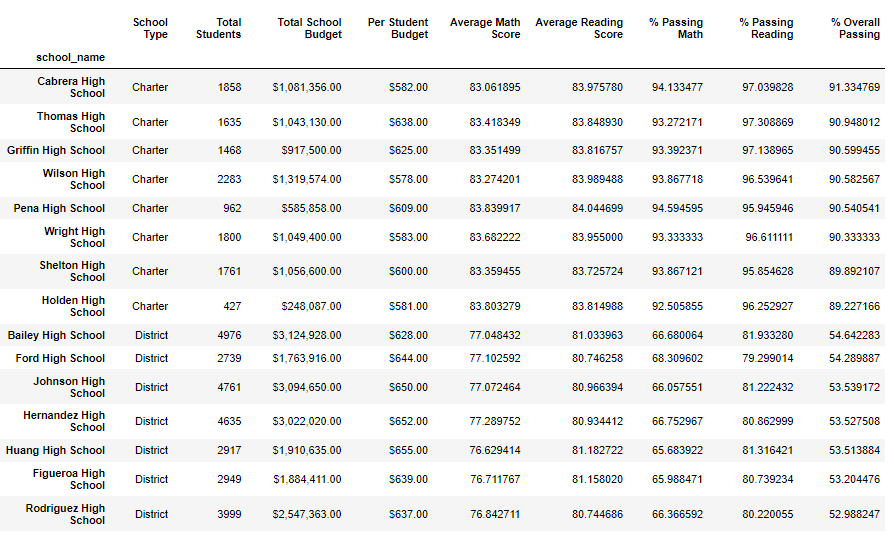 School Type Total Students Total School Budget Per Student Budget Average Math Score Average Reading Score % Passing Math % Passing Reading % Overall Passing
school_name
Cabrera High School Charter 1858 $1,081,356.00 $582.00 83.061895 83.975780 94.133477 97.039828 91.334769
Thomas High School Charter 1635 $1,043,130.00 $638.00 83.418349 83.848930 93.272171 97.308869 90.948012
Griffin High School Charter 1468 $917,500.00 $625.00 83.351499 83.816757 93.392371 97.138965 90.599455
Wilson High School Charter 2283 $1,319,574.00 $578.00 83.274201 83.989488 93.867718 96.539641 90.582567
Pena High School Charter 962 $585,858.00 $609.00 83.839917 84.044699 94.594595 95.945946 90.540541
Wright High School Charter 1800 $1,049,400.00 $583.00 83.682222 83.955000 93.333333 96.611111 90.333333
Shelton High School Charter 1761 $1,056,600.00 $600.00 83.359455 83.725724 93.867121 95.854628 89.892107
Holden High School Charter 427 $248,087.00 $581.00 83.803279 83.814988 92.505855 96.252927 89.227166
Bailey High School District 4976 $3,124,928.00 $628.00 77.048432 81.033963 66.680064 81.933280 54.642283
Ford High School District 2739 $1,763,916.00 $644.00 77.102592 80.746258 68.309602 79.299014 54.289887
Johnson High School District 4761 $3,094,650.00 $650.00 77.072464 80.966394 66.057551 81.222432 53.539172
Hernandez High School District 4635 $3,022,020.00 $652.00 77.289752 80.934412 66.752967 80.862999 53.527508
Huang High School District 2917 $1,910,635.00 $655.00 76.629414 81.182722 65.683922 81.316421 53.513884
Figueroa High School District 2949 $1,884,411.00 $639.00 76.711767 81.158020 65.988471 80.739234 53.204476
Rodriguez High School District 3999 $2,547,363.00 $637.00 76.842711 80.744686 66.366592 80.220055 52.988247